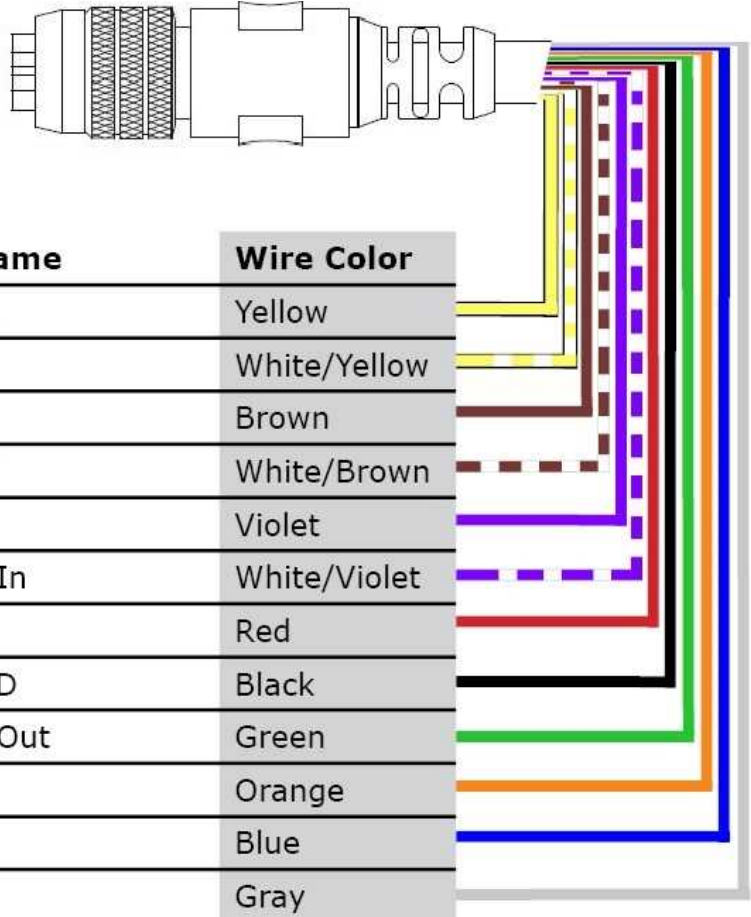 ame Wire Color
Yellow
White/Yellow
Brown
White/Brown
Violet
In White/Violet
Red
D Black
Out Green
Orange
Blue
Gray